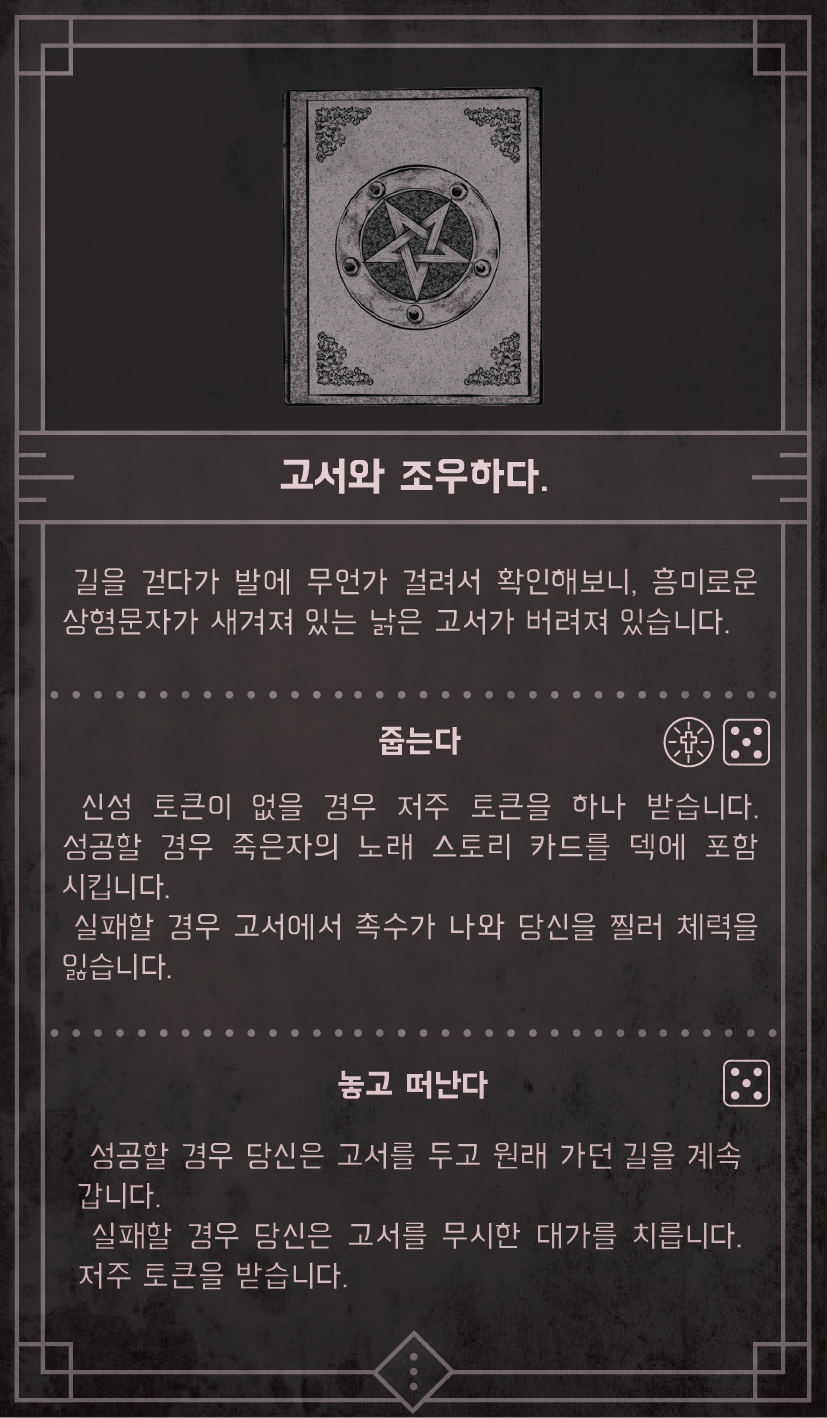 고서와 조우하다.
길을 걷다가 발에 무언가 걸려서 확인해보니, 흥미로운
상형문자가 새겨져 있는 낡은 고서가 버려져 있습니다.
줍는다
신성 토큰이 없을 경우 저주 토큰을 하나 받습니다.
성공할 경우 죽은자의 노래 스토리 카드를 덱에 포함
시킵니다.
실패할 경우 고서에서 촉수가 나와 당신을 찔러 체력을
잃습니다.
놓고 떠난다
성공할 경우 당신은 고서를 두고 원래 가던 길을 계속
갑니다.
실패할 경우 당신은 고서를 무시한 대가를 치릅니다.
저주 토큰을 받습니다.